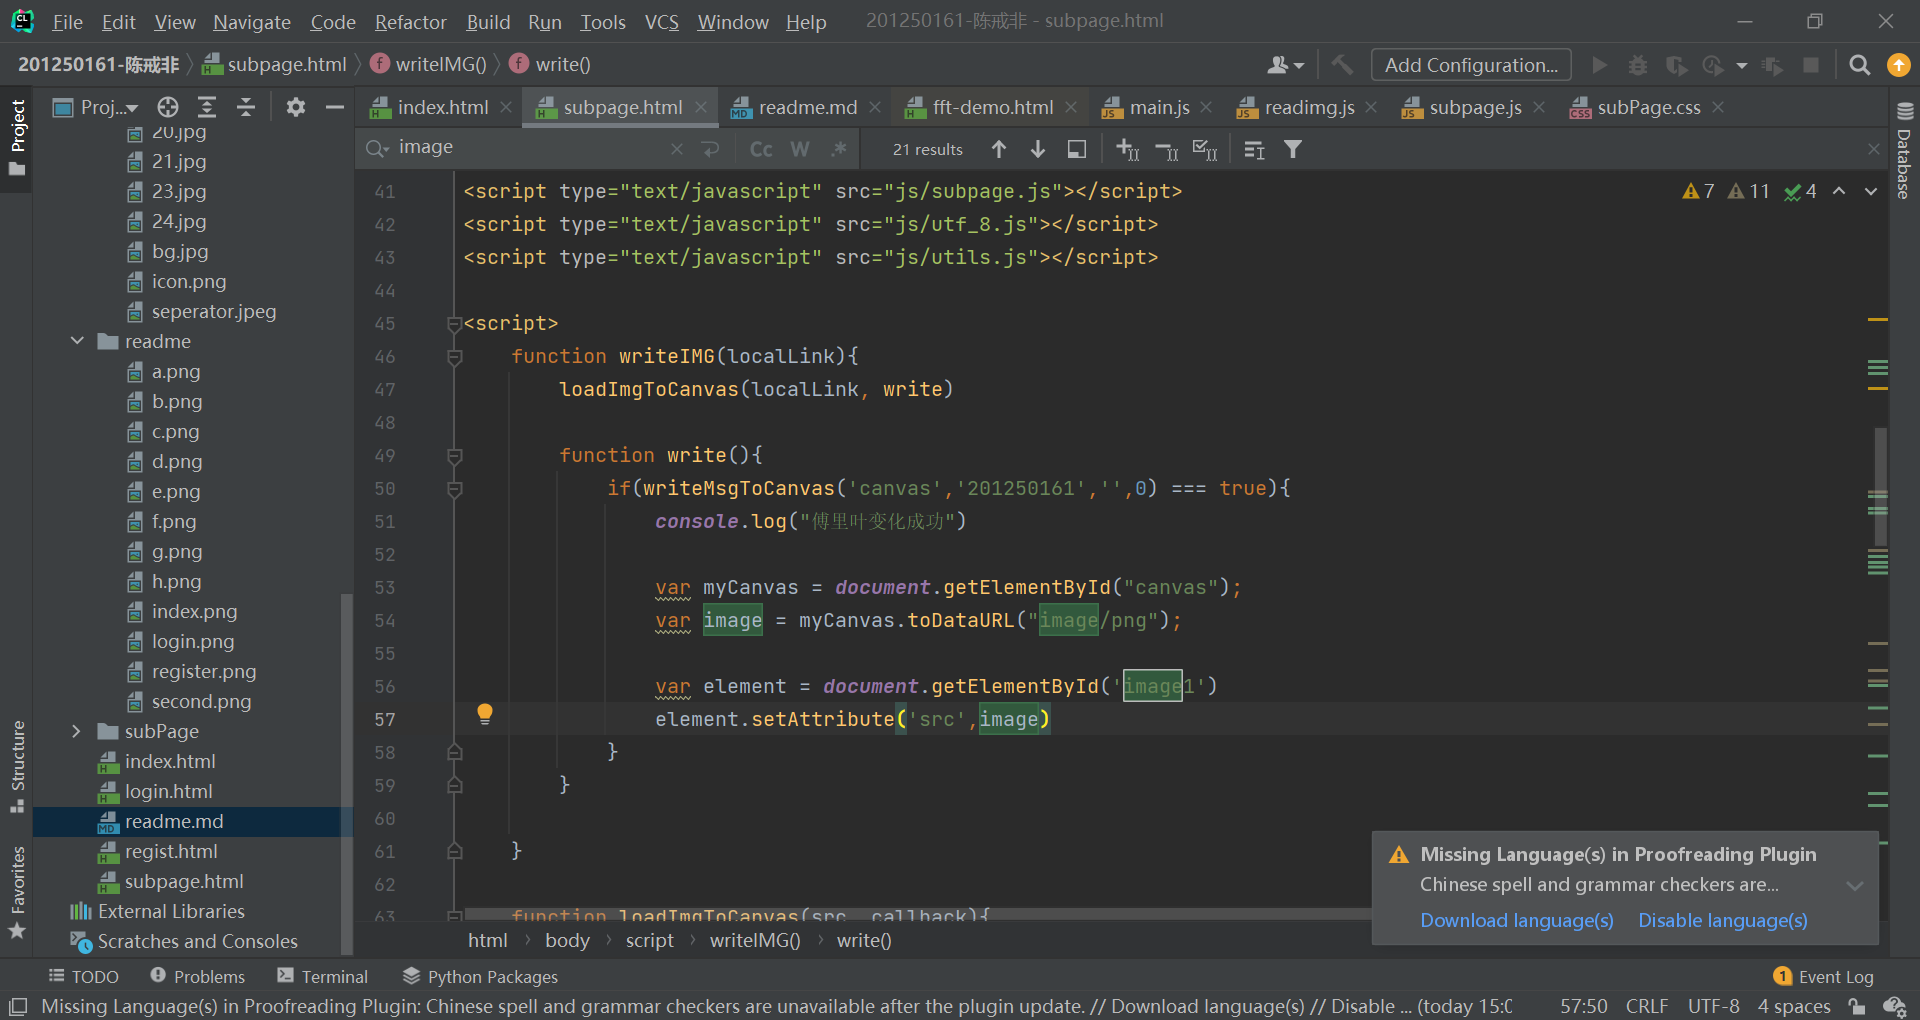 File Edit View Navigate Code Refactor Build Run Tools VCS Window Help 201250161-陈戒非 - subpage.html
201250161-陈戒非 subpage.html writeIMG() write() Add Configuration...
Project
Proj...
index.html subpage.html readme.md fft-demo.html main.js readimg.js subpage.js subPage.css
image Cc W .* 21 results
Database
20.jpg
21.jpg
23.jpg
24.jpg
bg.jpg
icon.png
seperator.jpeg
readme
a.png
b.png
c.png
d.png
e.png
f.png
g.png
h.png
index.png
login.png
register.png
second.png
subPage
index.html
login.html
readme.md
regist.html
subpage.html
External Libraries
Scratches and Consoles
Structure
Favorites
7 11 4
41 <script type="text/javascript" src="js/subpage.js"></script>
42 <script type="text/javascript" src="js/utf_8.js"></script>
43 <script type="text/javascript" src="js/utils.js"></script>
44
45 <script>
46 function writeIMG(localLink){
47 loadImgToCanvas(localLink, write)
48
49 function write(){
50 if(writeMsgToCanvas('canvas','201250161','',0) === true){
51 console.log("傅里叶变化成功")
52
53 var myCanvas = document.getElementById("canvas");
54 var image = myCanvas.toDataURL("image/png");
55
56 var element = document.getElementById('image1')
57 element.setAttribute('src',image)
58 }
59 }
60
61 }
62
63 function loadImgToCanvas(src, callback){
Missing Language(s) in Proofreading Plugin
Chinese spell and grammar checkers are...
Download language(s) Disable language(s)
html body script writeIMG() write()
TODO Problems Terminal Python Packages 1 Event Log
Missing Language(s) in Proofreading Plugin: Chinese spell and grammar checkers are unavailable after the plugin update. // Download language(s) // Disable ... (today 15:0 57:50 CRLF UTF-8 4 spaces